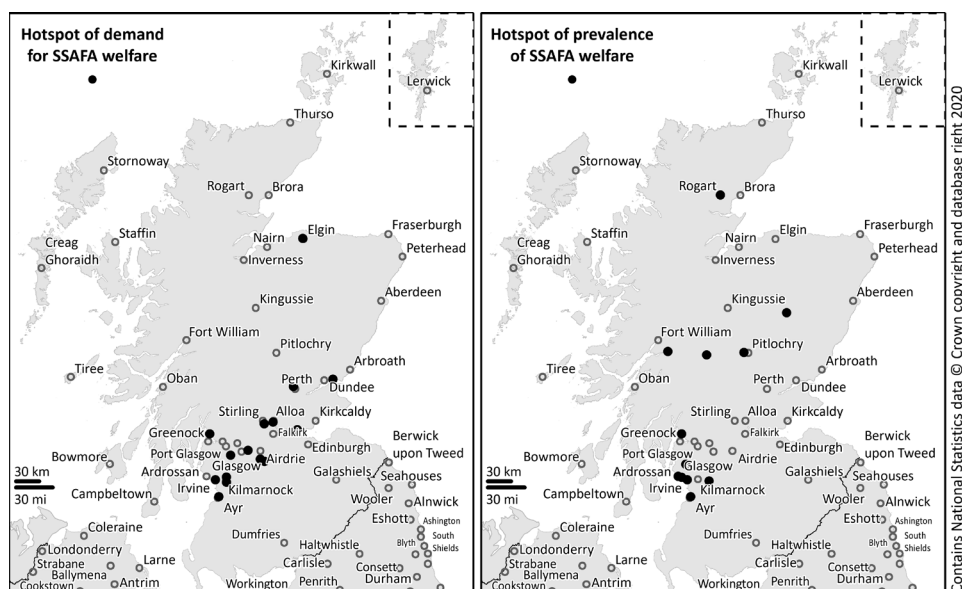 Hotspot of demand
for SSAFA welfare
Kirkwall
Lerwick
Thurso
Stornoway
Rogart
Brora
Staffin
Elgin
Fraserburgh
Creag
Ghoraidh
Nairn
Peterhead
Inverness
Kingussie
Aberdeen
Fort William
Pitlochry
Arbroath
Tiree
Oban
Perth
Dundee
Stirling
Alloa
Kirkcaldy
Greenock
Falkirk
Edinburgh
Berwick
upon Tweed
Port Glasgow
Airdrie
Bowmore
Ardrossan
Glasgow
Galashiels
Seahouses
30 km
30 mi
Campbeltown
Irvine
Kilmarnock
Wooler
Alnwick
Ayr
Eshott
Ashington
Coleraine
Dumfries
South
Shields
Londonderry
Larne
Haltwhistle
Blyth
Strabane
Carlisle
Consett
Ballymena
Durham
Cookstown
Antrim
Workington
Penrith
Hotspot of prevalence
of SSAFA welfare
Kirkwall
Lerwick
Thurso
Stornoway
Rogart
Brora
Staffin
Elgin
Fraserburgh
Creag
Ghoraidh
Nairn
Peterhead
Inverness
Kingussie
Aberdeen
Fort William
Pitlochry
Arbroath
Tiree
Oban
Perth
Dundee
Stirling
Alloa
Kirkcaldy
Greenock
Falkirk
Edinburgh
Berwick
upon Tweed
Port Glasgow
Airdrie
Bowmore
Ardrossan
Glasgow
Galashiels
Seahouses
30 km
30 mi
Campbeltown
Irvine
Kilmarnock
Wooler
Alnwick
Ayr
Eshott
Ashington
Coleraine
Dumfries
South
Shields
Londonderry
Larne
Haltwhistle
Blyth
Strabane
Carlisle
Consett
Ballymena
Durham
Cookstown
Antrim
Workington
Penrith
Contains National Statistics data © Crown copyright and database right 2020